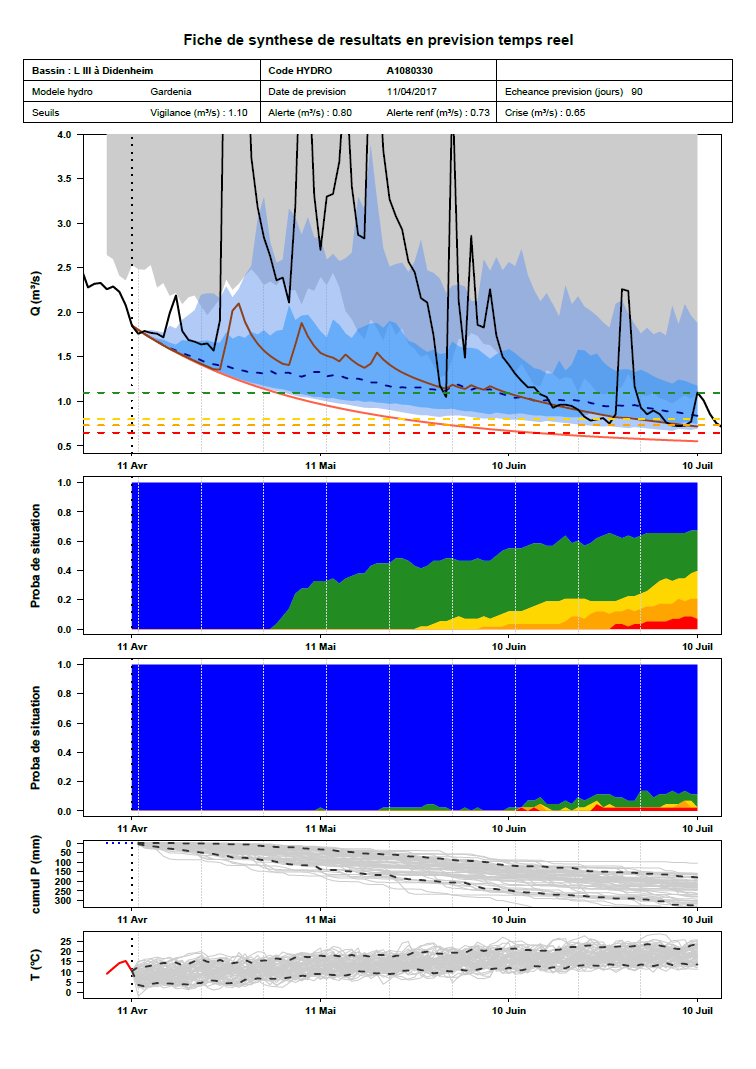 Fiche de synthese de resultats en prevision temps reel
Bassin : L III à Didenheim Code HYDRO A1080330
Modele hydro Gardenia Date de prevision 11/04/2017 Echeance prevision (jours) 90
Seuils Vigilance (m³/s) : 1.10 Alerte (m³/s) : 0.80 Alerte renf (m³/s) : 0.73 Crise (m³/s) : 0.65
Q (m³/s)
4.0
3.5
3.0
2.5
2.0
1.5
1.0
0.5
11 Avr 11 Mai 10 Juin 10 Juil
Proba de situation
1.0
0.8
0.6
0.4
0.2
0.0
11 Avr 11 Mai 10 Juin 10 Juil
Proba de situation
1.0
0.8
0.6
0.4
0.2
0.0
11 Avr 11 Mai 10 Juin 10 Juil
cumul P (mm)
0
50
100
150
200
250
300
11 Avr 11 Mai 10 Juin 10 Juil
T (°C)
25
20
15
10
5
0
11 Avr 11 Mai 10 Juin 10 Juil